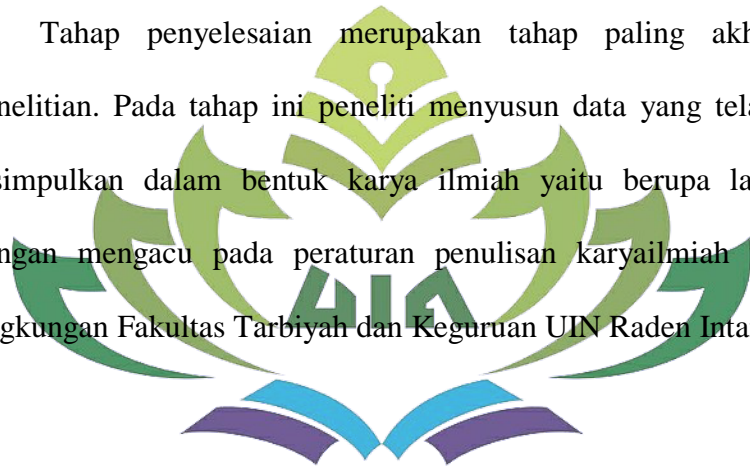 Tahap penyelesaian merupakan tahap paling akh
nelitian. Pada tahap ini peneliti menyusun data yang tela
simpulkan dalam bentuk karya ilmiah yaitu berupa la
ngan mengacu pada peraturan penulisan karyailmiah
gkungan Fakultas Tarbiyah dan Keguruan UIN Raden Inta
UIN